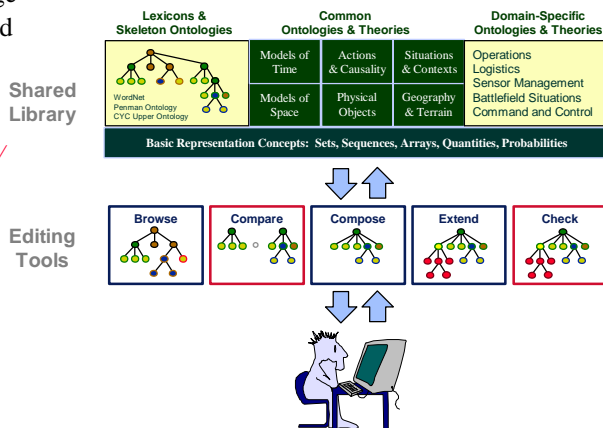 ge
d
Lexicons &
Skeleton Ontologies
Common
Ontologies & Theories
Domain-Specific
Ontologies & Theories
Shared
Library
WordNet
Penman Ontology
CYC Upper Ontology
Models of
Time
Actions
& Causality
Situations
& Contexts
Models of
Space
Physical
Objects
Geography
& Terrain
Operations
Logistics
Sensor Management
Battlefield Situations
Command and Control
Basic Representation Concepts: Sets, Sequences, Arrays, Quantities, Probabilities
/
Editing
Tools
Browse
Compare
Compose
Extend
Check